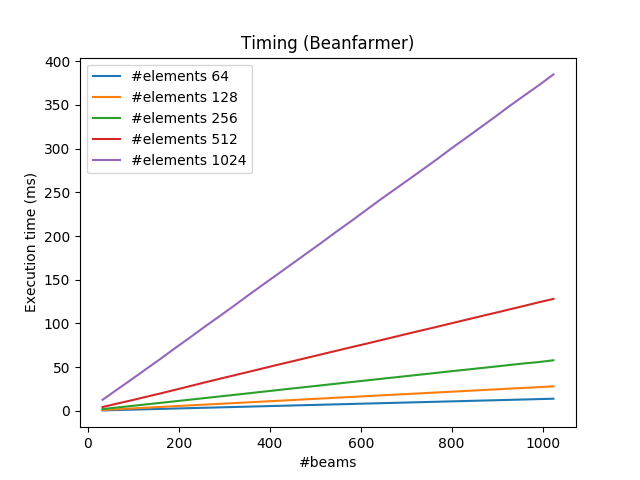 Timing (Beanfarmer)
400
350
300
250
200
150
100
50
0
Execution time (ms)
#elements 64
#elements 128
#elements 256
#elements 512
#elements 1024
0 200 400 600 800 1000
#beams